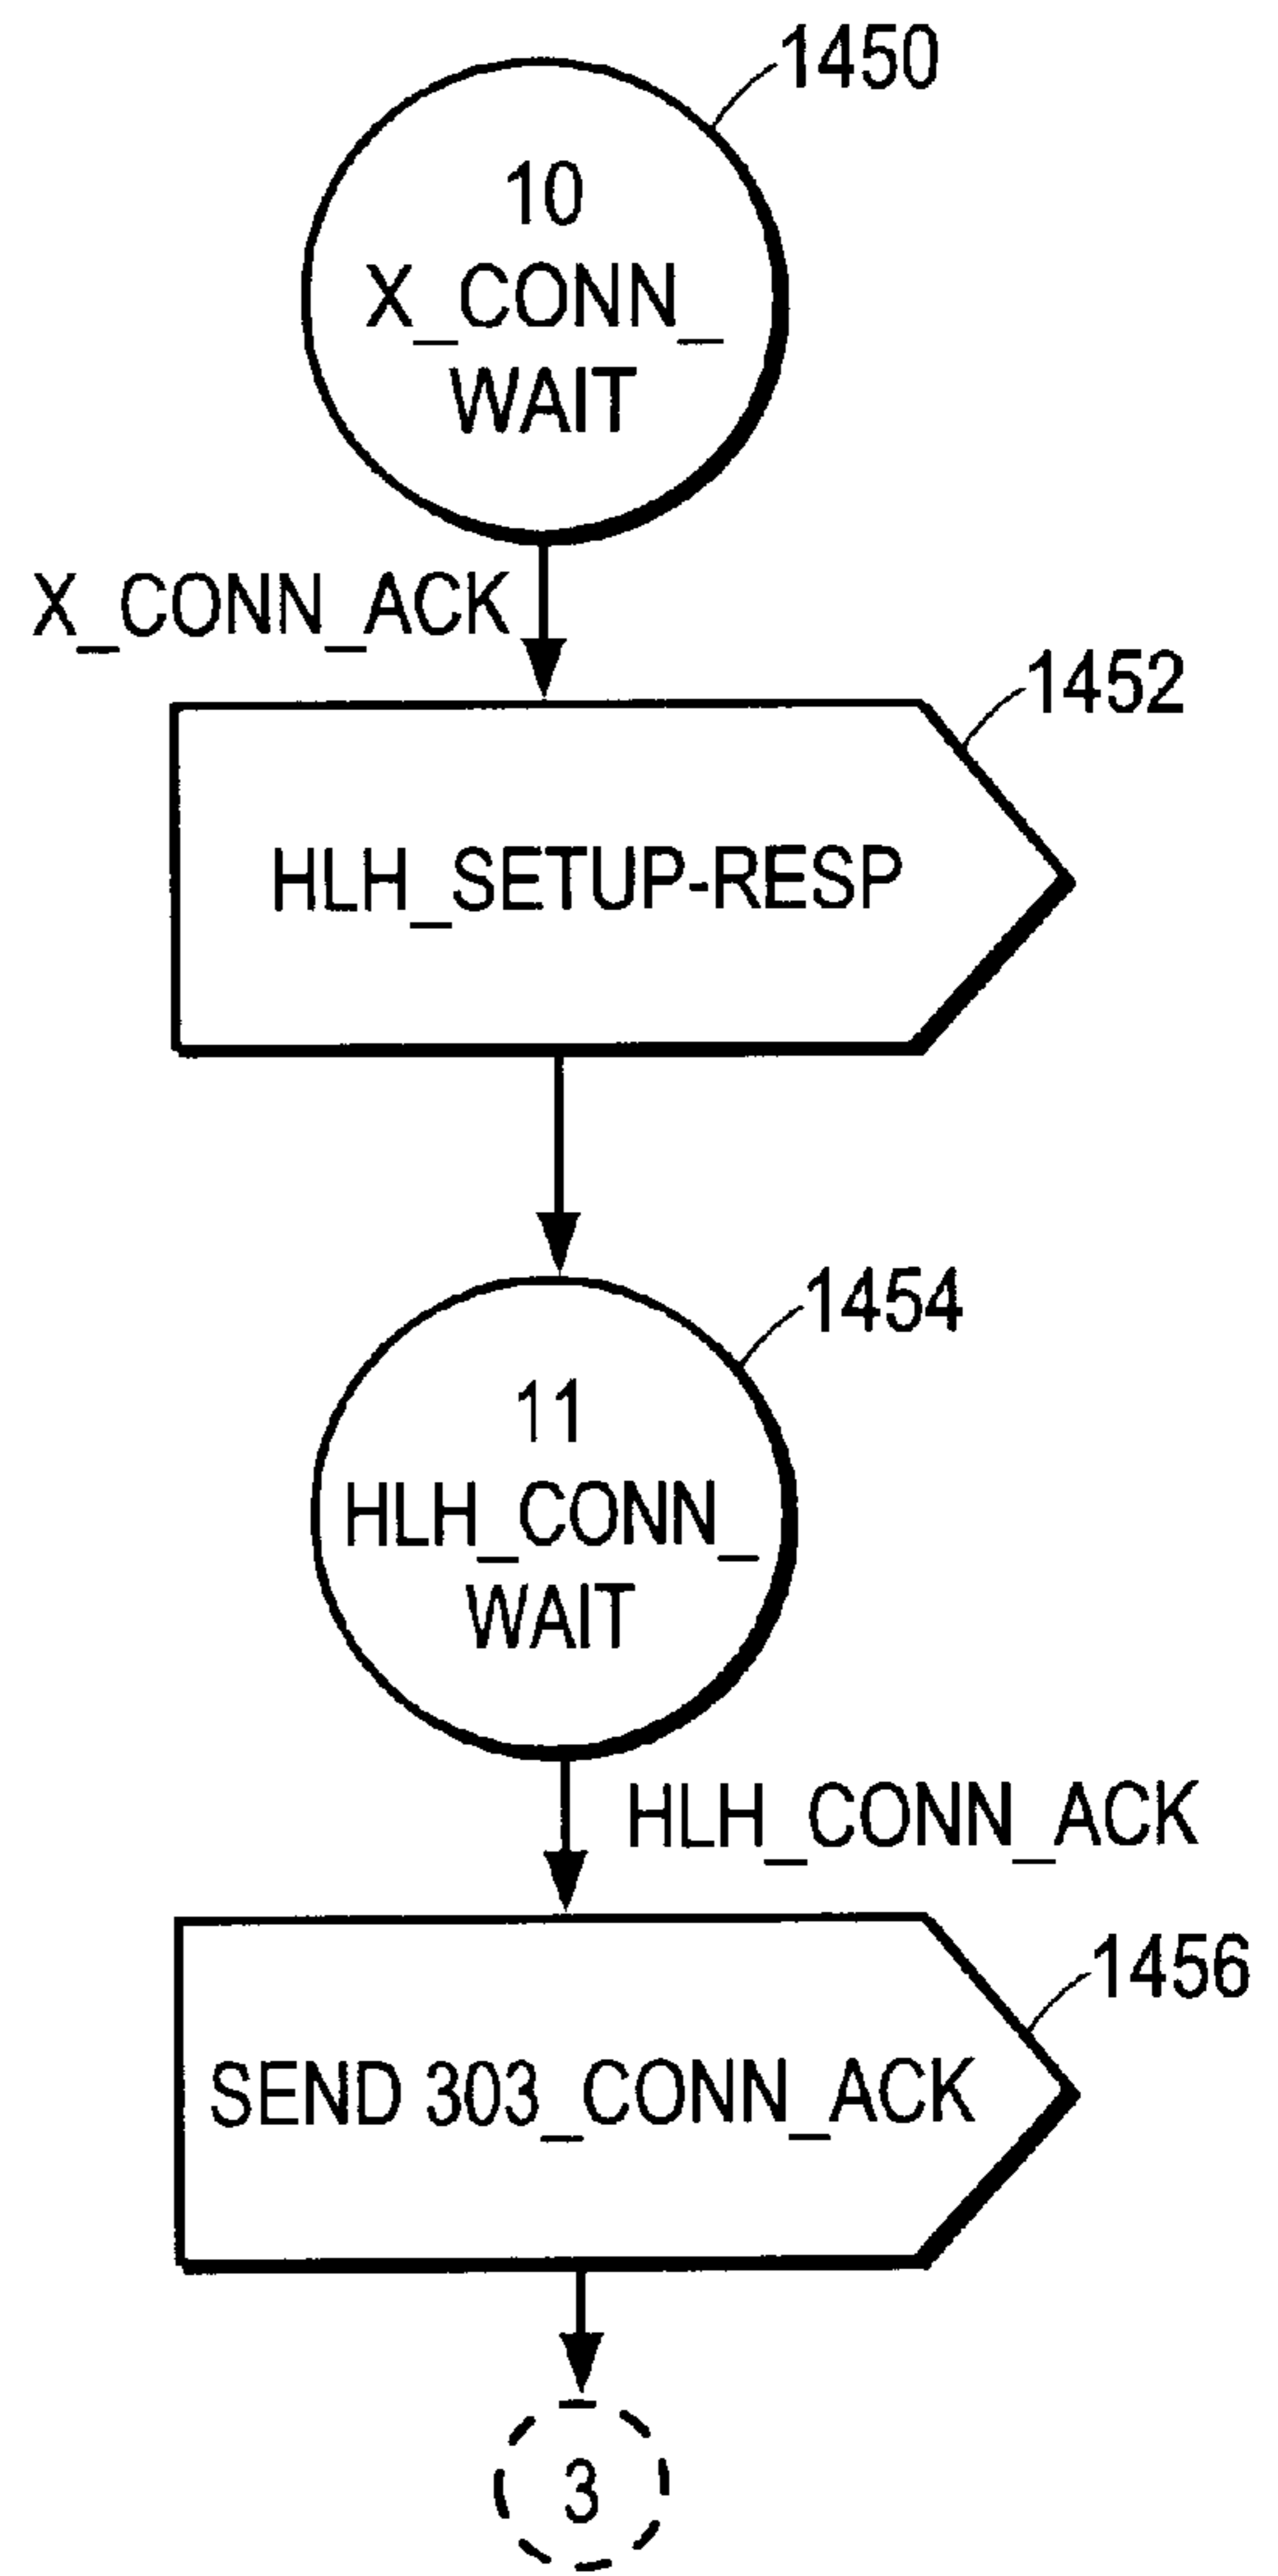 1450
10
X_CONN_
WAIT
X_CONN_ACK
1452
HLH_SETUP-RESP
1454
11
HLH_CONN_
WAIT
HLH_CONN_ACK
1456
SEND 303_CONN_ACK
3